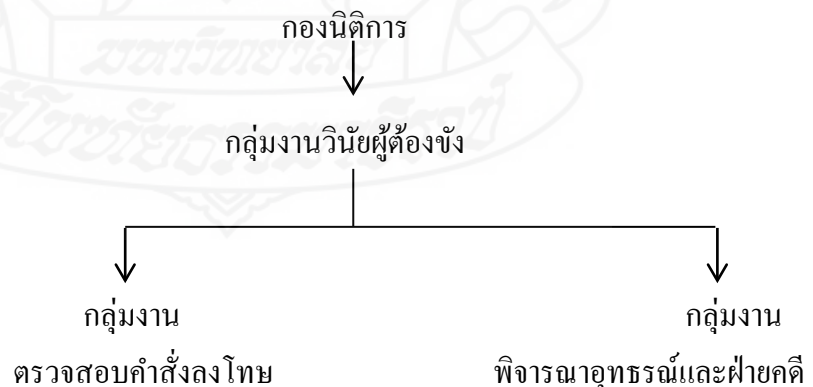 กองนิติการ
กลุ่มงานวินัยผู้ต้องขัง
กลุ่มงาน
ตรวจสอบคำสั่งลงโทษ
กลุ่มงาน
พิจารณาอุทธรณ์และฝ่ายคดี